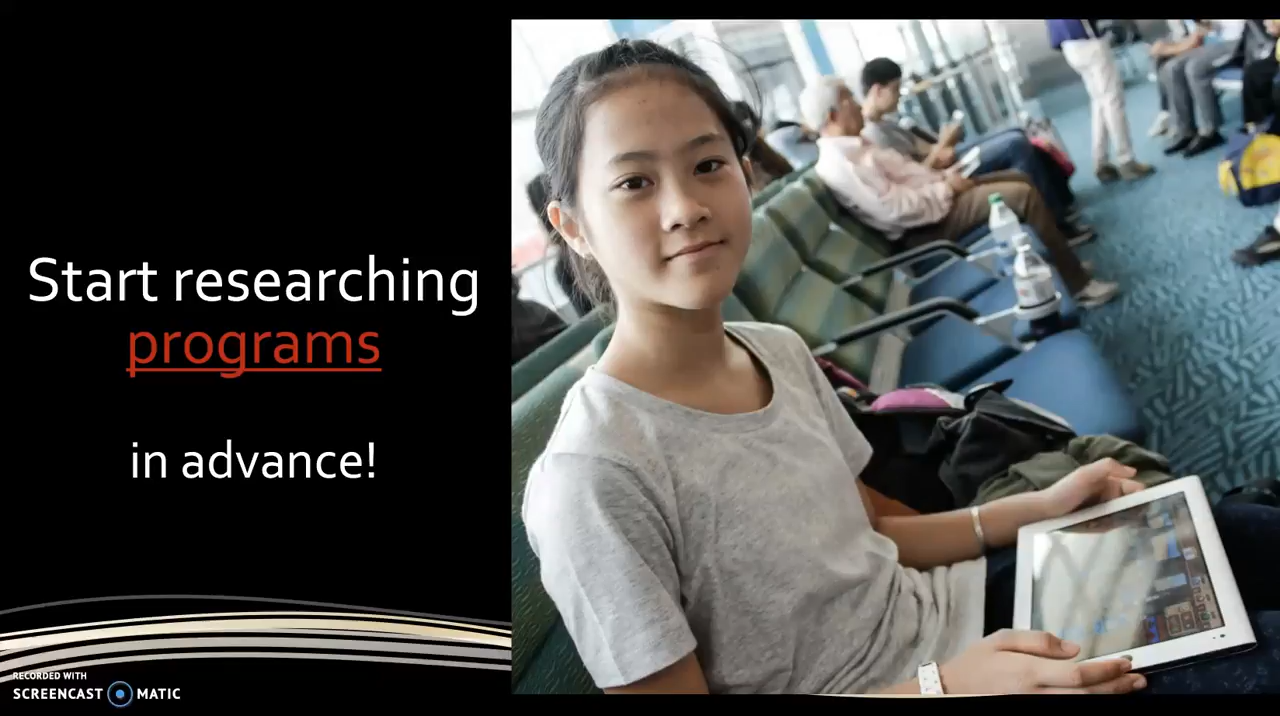 Start researching
programs
in advance!
RECORDED WITH
SCREENCAST MATIC